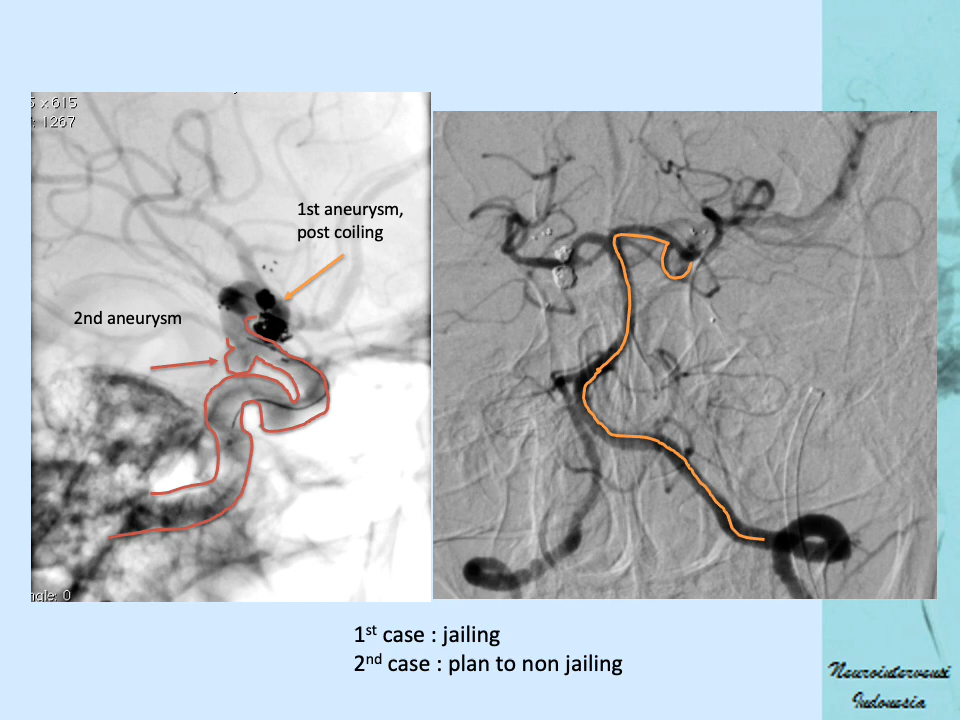 5 x 615
: 1267
1st aneurysm,
post coiling
2nd aneurysm
ngle: 0
1st case : jailing
2nd case : plan to non jailing
Neurointervensi
Indonesia